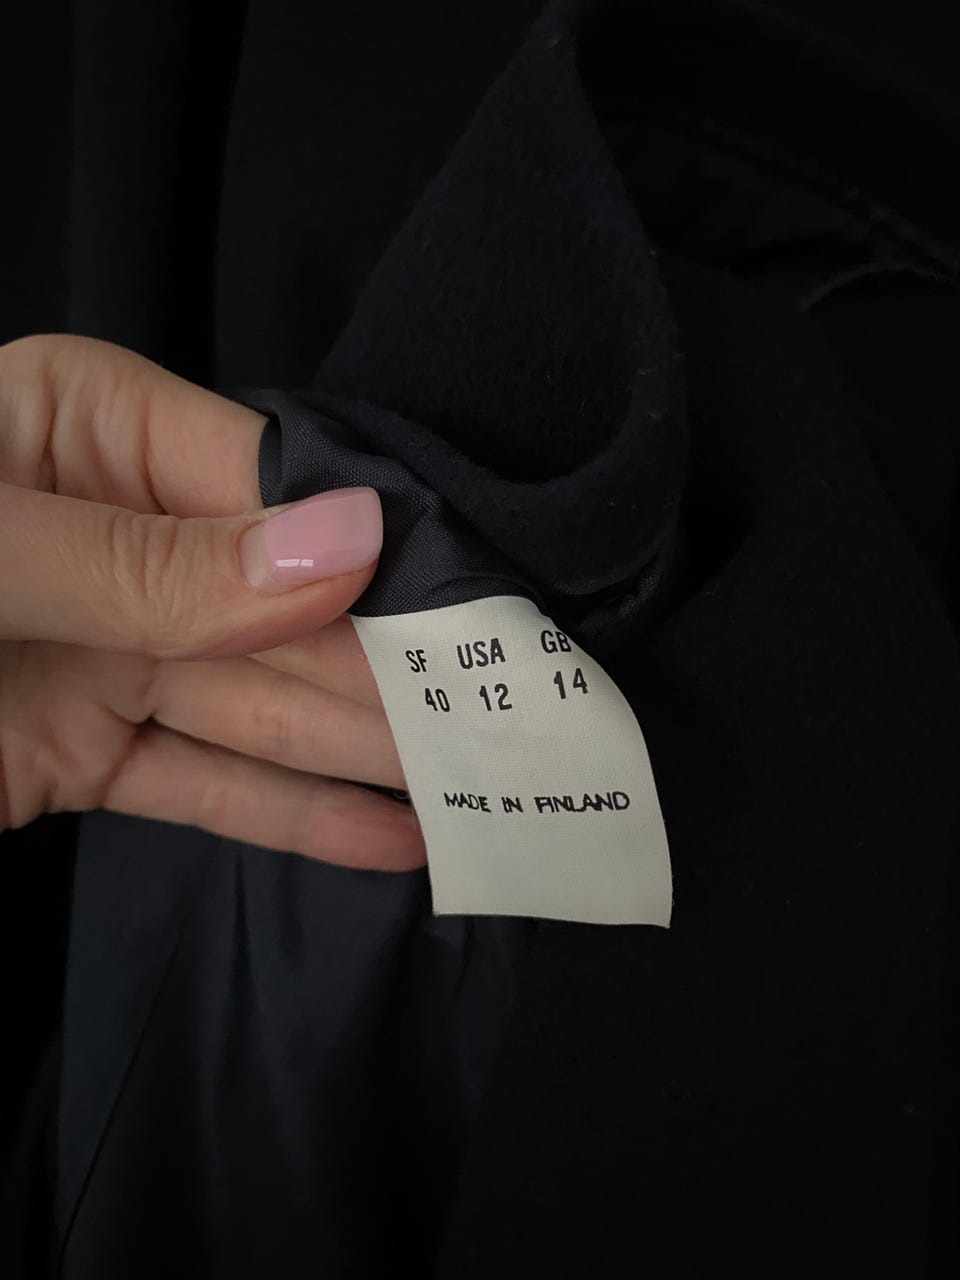 SF USA GB
40 12 14
MADE IN FINLAND